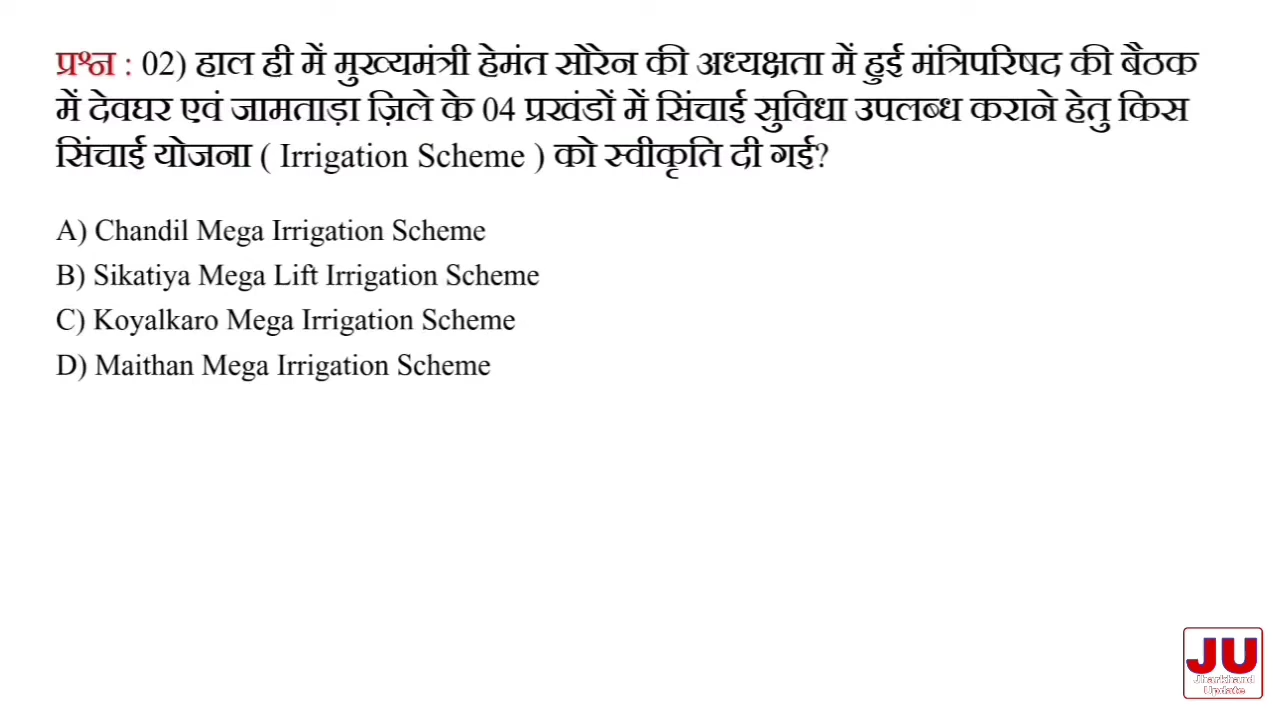 प्रश्न : 02) हाल ही में मुख्यमंत्री हेमंत सोरेन की अध्यक्षता में हुई मंत्रिपरिषद की बैठक
में देवघर एवं जामताड़ा ज़िले के 04 प्रखंडों में सिंचाई सुविधा उपलब्ध कराने हेतु किस
सिंचाई योजना ( Irrigation Scheme ) को स्वीकृति दी गई?
A) Chandil Mega Irrigation Scheme
B) Sikatiya Mega Lift Irrigation Scheme
C) Koyalkaro Mega Irrigation Scheme
D) Maithan Mega Irrigation Scheme
JU
Jharkhand
Update